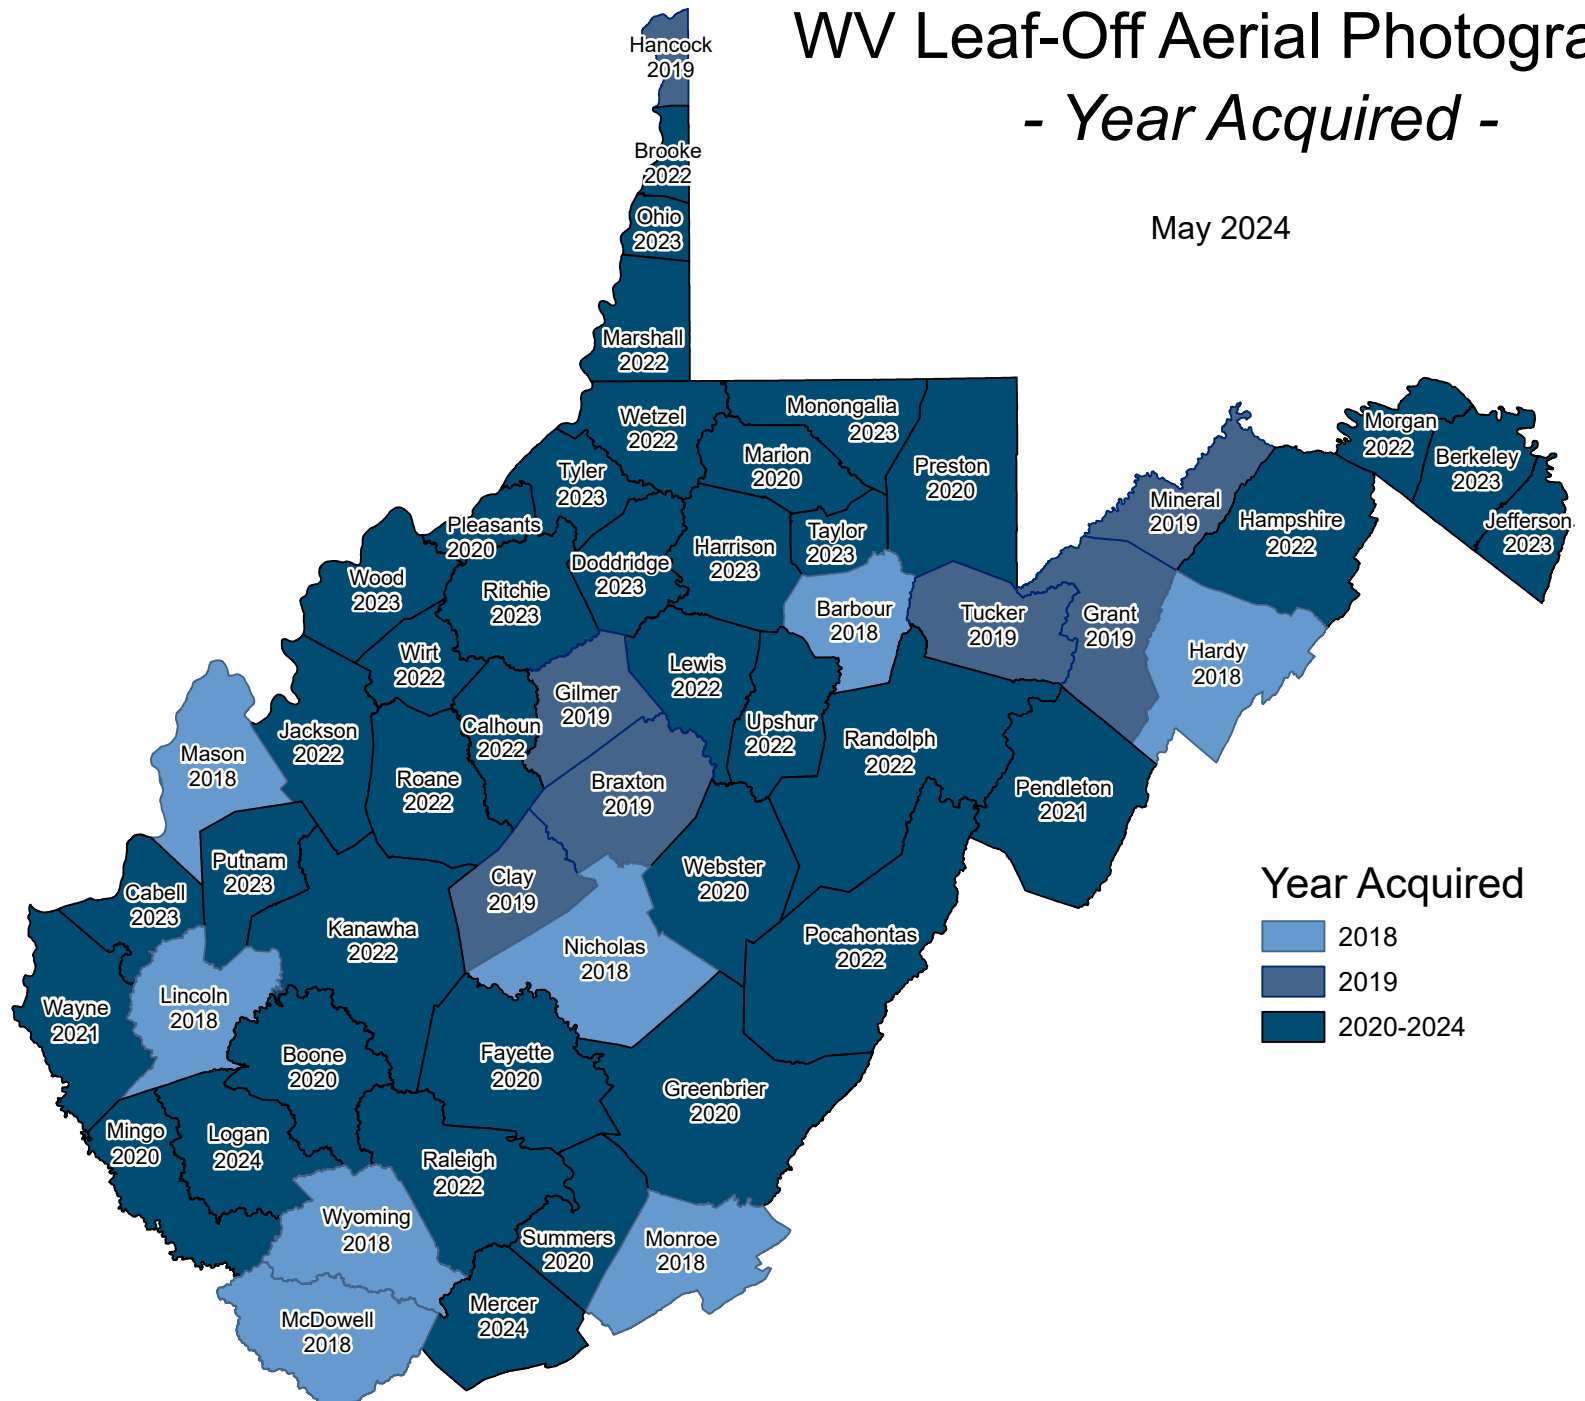 WV Leaf-Off Aerial Photogra
- Year Acquired -
May 2024
Hancock
2019
Brooke
2022
Ohio
2023
Marshall
2022
Wetzel
2022
Monongalia
2023
Marion
2020
Preston
2020
Tyler
2023
Pleasants
2020
Doddridge
2023
Harrison
2023
Taylor
2023
Wood
2023
Ritchie
2023
Barbour
2018
Tucker
2019
Grant
2019
Mineral
2019
Hampshire
2022
Morgan
2022
Berkeley
2023
Jefferson
2023
Hardy
2018
Wirt
2022
Gilmer
2019
Lewis
2022
Calhoun
2022
Upshur
2022
Randolph
2022
Jackson
2022
Mason
2018
Roane
2022
Braxton
2019
Pendleton
2021
Putnam
2023
Cabell
2023
Clay
2019
Webster
2020
Kanawha
2022
Nicholas
2018
Pocahontas
2022
Wayne
2021
Lincoln
2018
Boone
2020
Fayette
2020
Greenbrier
2020
Mingo
2020
Logan
2024
Raleigh
2022
Wyoming
2018
Summers
2020
Monroe
2018
McDowell
2018
Mercer
2024
Year Acquired
2018
2019
2020-2024